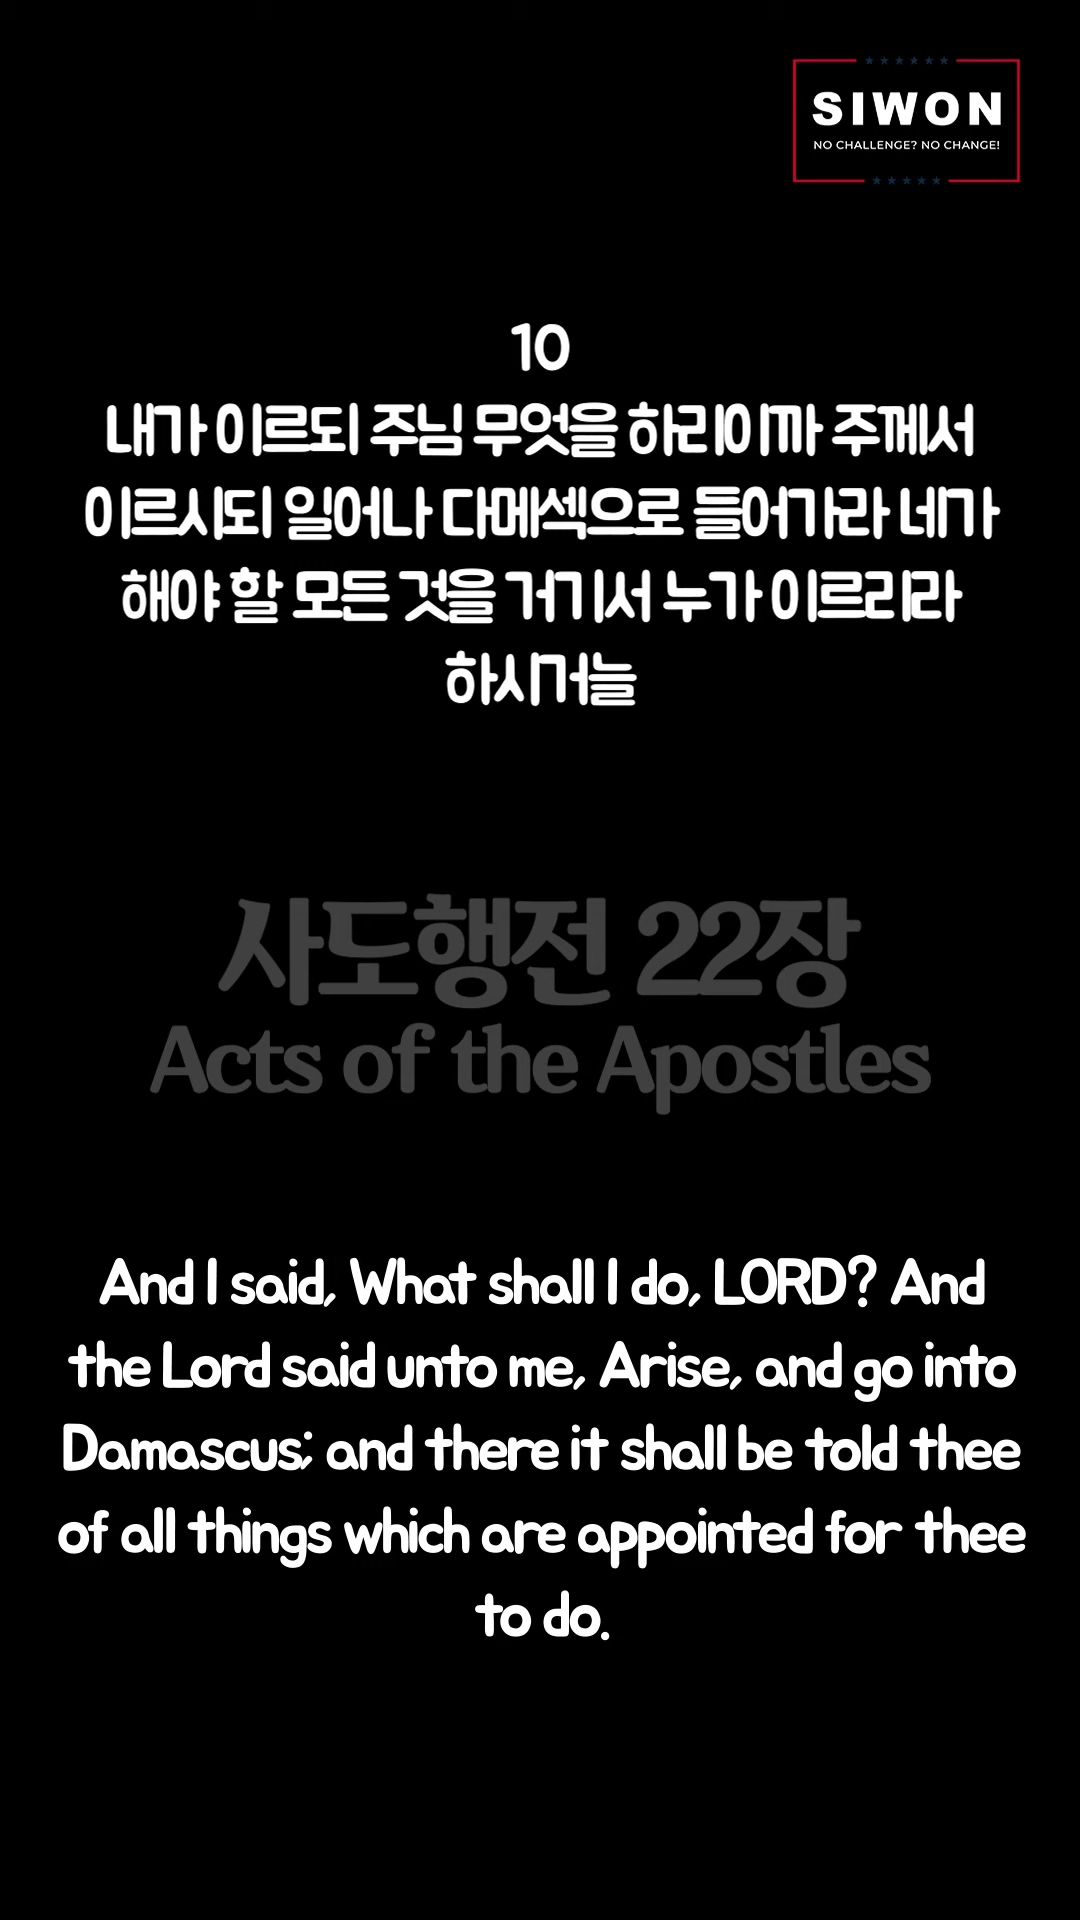 SIWON
NO CHALLENGE? NO CHANGE!
10
내가 이르되 주님 무엇을 하리이까 주께서
이르시되 일어나 다메섹으로 들어가라 네가
해야 할 모든 것을 거기서 누가 이르리라
하시거늘
사도행전 22장
Acts of the Apostles
And I said, What shall I do, LORD? And
the Lord said unto me, Arise, and go into
Damascus; and there it shall be told thee
of all things which are appointed for thee
to do.